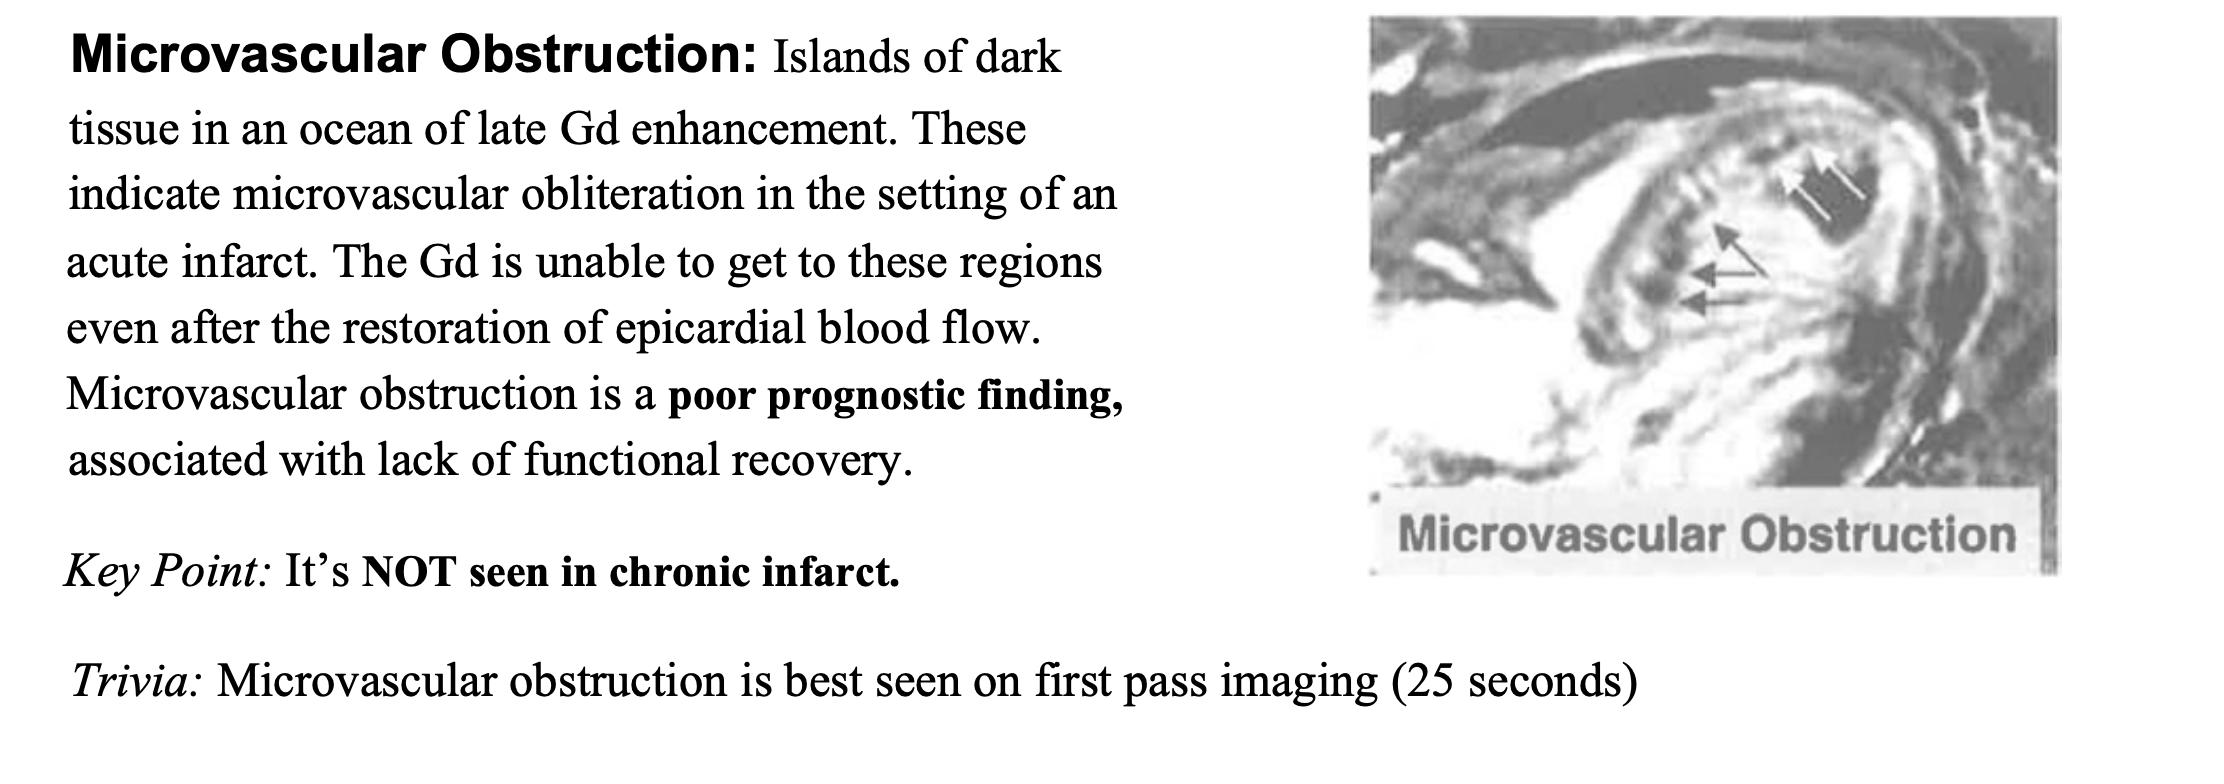 Microvascular Obstruction: Islands of dark
tissue in an ocean of late Gd enhancement. These
indicate microvascular obliteration in the setting of an
acute infarct. The Gd is unable to get to these regions
even after the restoration of epicardial blood flow.
Microvascular obstruction is a poor prognostic finding,
associated with lack of functional recovery.
Microvascular Obstruction
Key Point: It’s NOT seen in chronic infarct.
Trivia: Microvascular obstruction is best seen on first pass imaging (25 seconds)